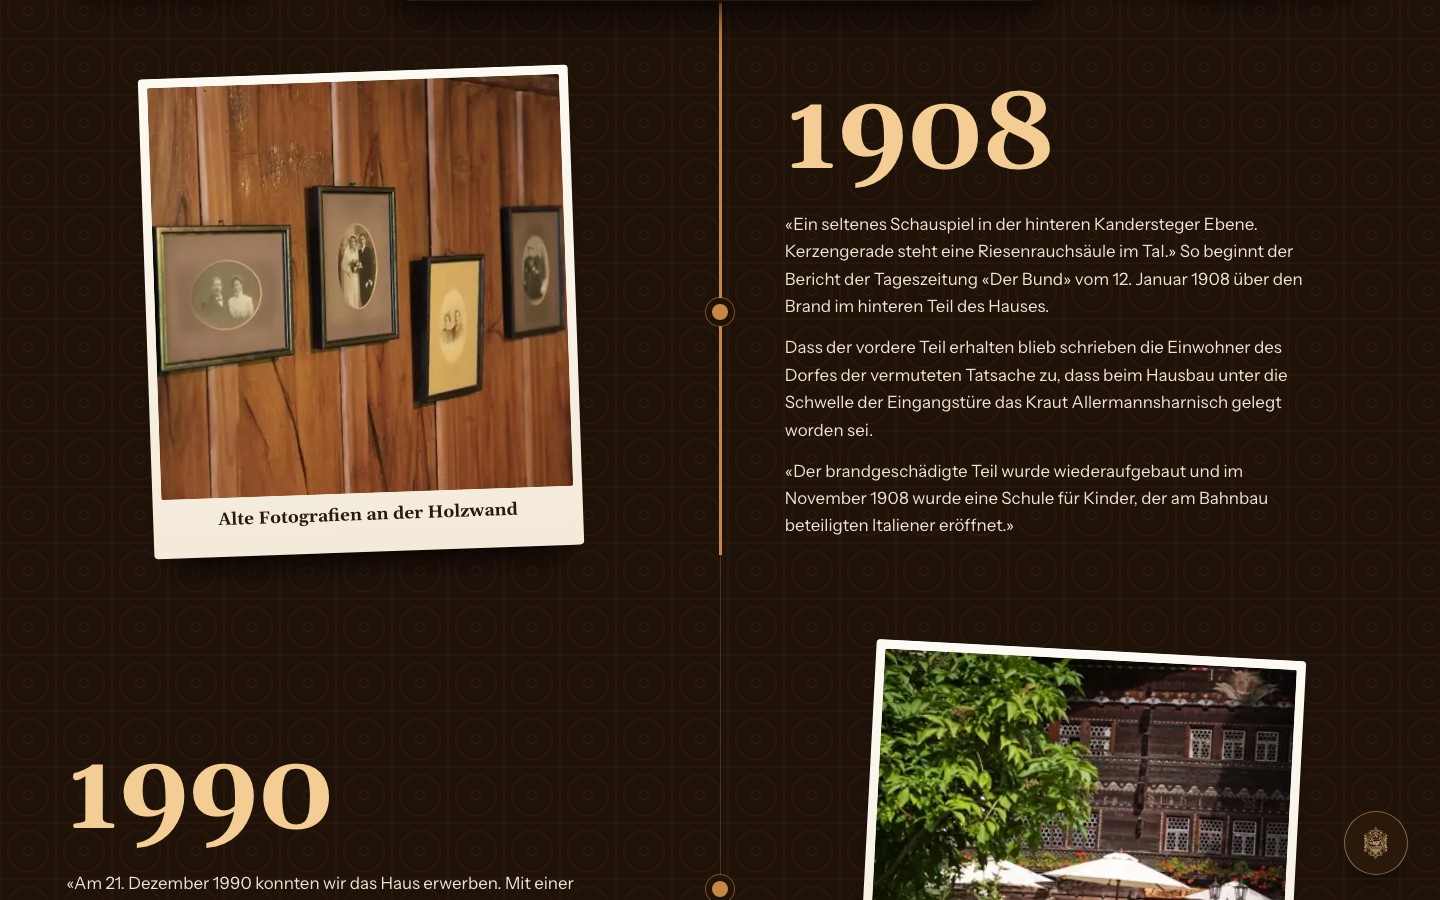 1908
«Ein seltenes Schauspiel in der hinteren Kandersteger Ebene.
Kerzengerade steht eine Riesenrauchsäule im Tal.» So beginnt der
Bericht der Tageszeitung «Der Bund» vom 12. Januar 1908 über den
Brand im hinteren Teil des Hauses.
Dass der vordere Teil erhalten blieb schrieben die Einwohner des
Dorfes der vermuteten Tatsache zu, dass beim Hausbau unter die
Schwelle der Eingangstüre das Kraut Allermannsharnisch gelegt
worden sei.
«Der brandgeschädigte Teil wurde wiederaufgebaut und im
November 1908 wurde eine Schule für Kinder, der am Bahnbau
beteiligten Italiener eröffnet.»
Alte Fotografien an der Holzwand
1990
«Am 21. Dezember 1990 konnten wir das Haus erwerben. Mit einer